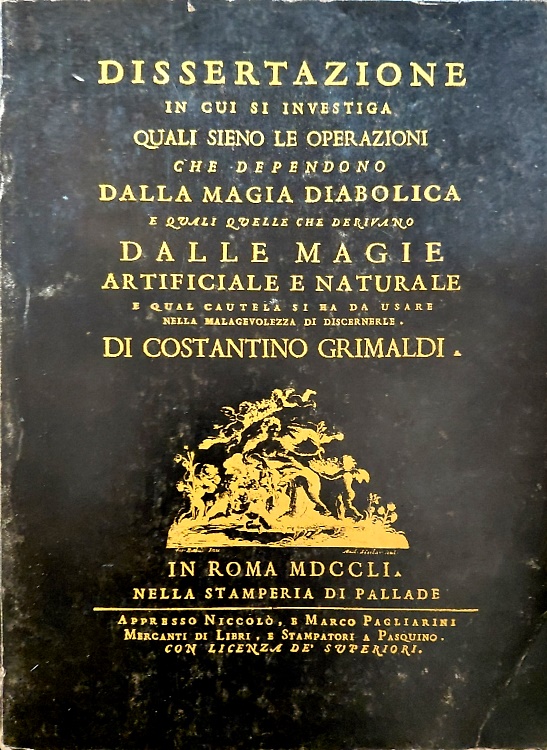 DISSERTAZIONE
IN CUI SI INVESTIGA
QUALI SIENO LE OPERAZIONI
CHE DEPENDONO
DALLA MAGIA DIABOLICA
E QUALI QUELLE CHE DERIVANO
DALLE MAGIE
ARTIFICIALE E NATURALE
E QUAL CAUTELA SI HA DA USARE
NELLA MALAGEVOLEZZA DI DISCERNERLE.
DI COSTANTINO GRIMALDI.
IN ROMA MDCCLI.
NELLA STAMPERIA DI PALLADE
APPRESSO NICCOLÒ, E MARCO PAGLIARINI
MERCANTI DI LIBRI, E STAMPATORI A PASQUINO.
CON LICENZA DE' SUPERIORI.